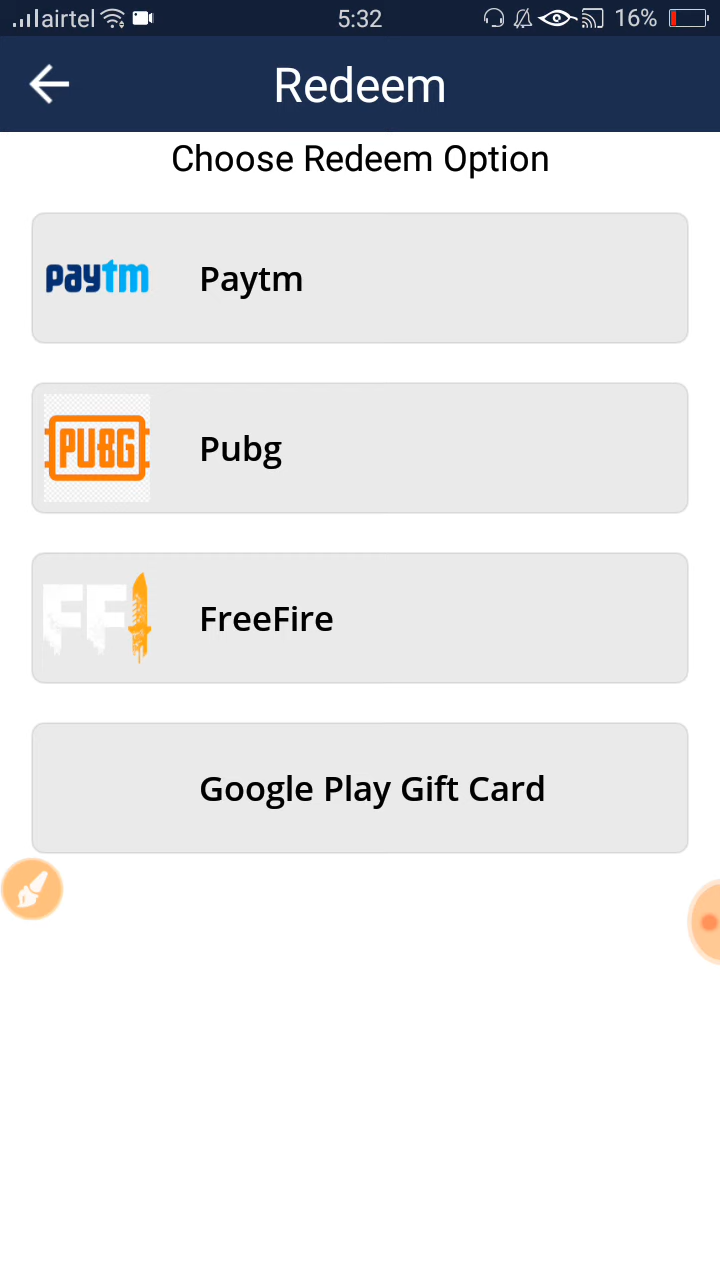 airtel 5:32 16%
Redeem
Choose Redeem Option
paytm Paytm
PUBG Pubg
FF FreeFire
Google Play Gift Card